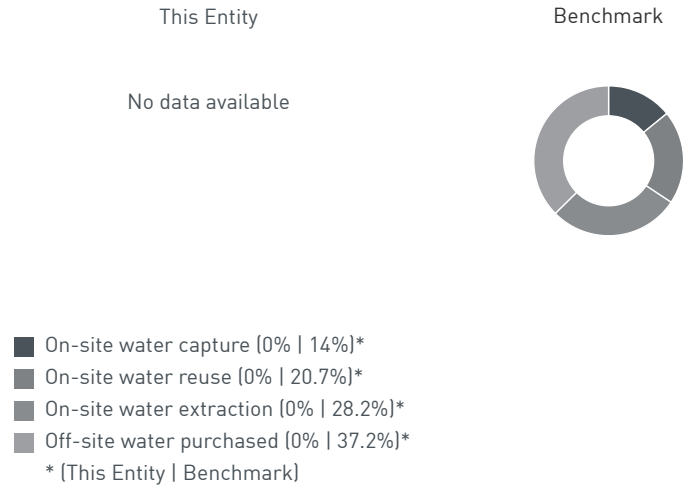 This Entity
Benchmark
No data available
On-site water capture (0% | 14%)*
On-site water reuse (0% | 20.7%)*
On-site water extraction (0% | 28.2%)*
Off-site water purchased (0% | 37.2%)*
* (This Entity | Benchmark)